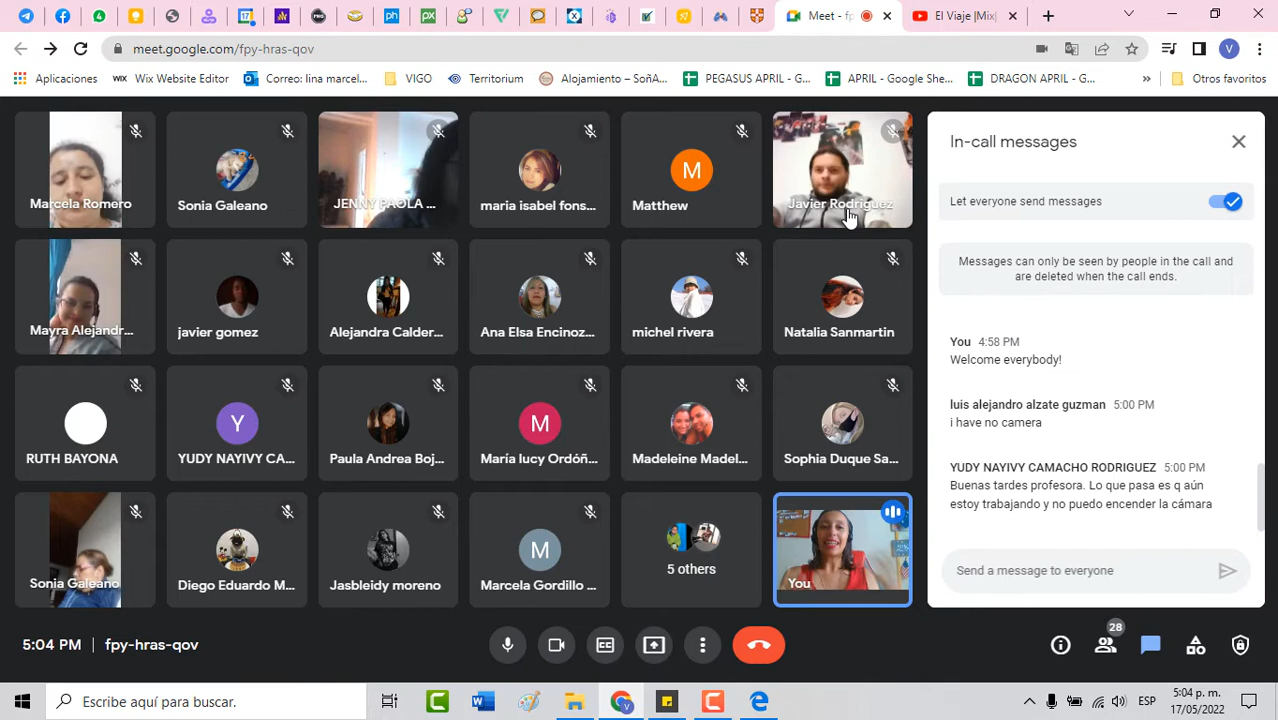 Meet - fp
El Viaje |Mix|
meet.google.com/fpy-hras-qov
Aplicaciones
WiX Wix Website Editor
Correo: lina marcel...
VIGO
Territorium
Alojamiento – SoñA...
PEGASUS APRIL - G...
APRIL - Google She...
DRAGON APRIL - G...
»
Otros favoritos
Marcela Romero
Sonia Galeano
JENNY PAOLA ...
maria isabel fons...
M
Matthew
Javier Rodriguez
In-call messages
Let everyone send messages
Messages can only be seen by people in the call and
are deleted when the call ends.
Mayra Alejandr...
javier gomez
Alejandra Calder...
Ana Elsa Encinoz...
michel rivera
Natalia Sanmartin
You 4:58 PM
Welcome everybody!
luis alejandro alzate guzman 5:00 PM
i have no camera
RUTH BAYONA
Y
YUDY NAYIVY CA...
Paula Andrea Boj...
M
María lucy Ordóñ...
Madeleine Madel...
Sophia Duque Sa...
YUDY NAYIVY CAMACHO RODRIGUEZ 5:00 PM
Buenas tardes profesora. Lo que pasa es q aún
estoy trabajando y no puedo encender la cámara
Sonia Galeano
Diego Eduardo M...
Jasbleidy moreno
M
Marcela Gordillo ...
5 others
You
Send a message to everyone
5:04 PM | fpy-hras-qov
28
Escribe aquí para buscar.
ESP
5:04 p. m.
17/05/2022